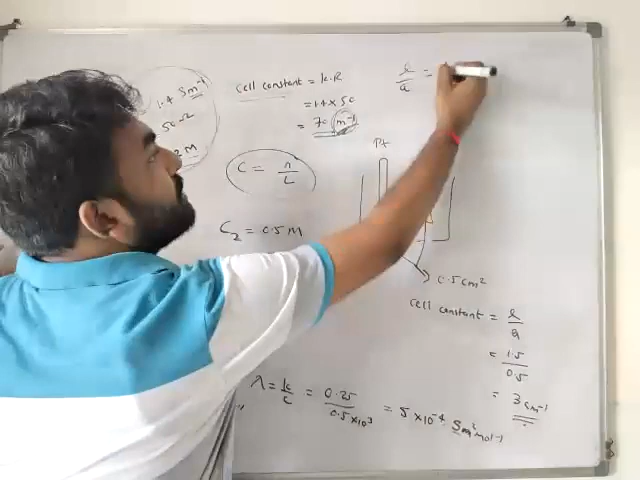 1.4 Sm⁻¹
50Ω
2 M
cell constant = k.R
= 1.4 × 50
= 70 m⁻¹
C = n/L
C₂ = 0.5 M
l/a =
Pt
0.5 cm²
cell constant = l/a
= 1.5/0.5
= 3 cm⁻¹
λ = k/c = 0.25/0.5×10³ = 5 × 10⁻⁴ Sm²mol⁻¹